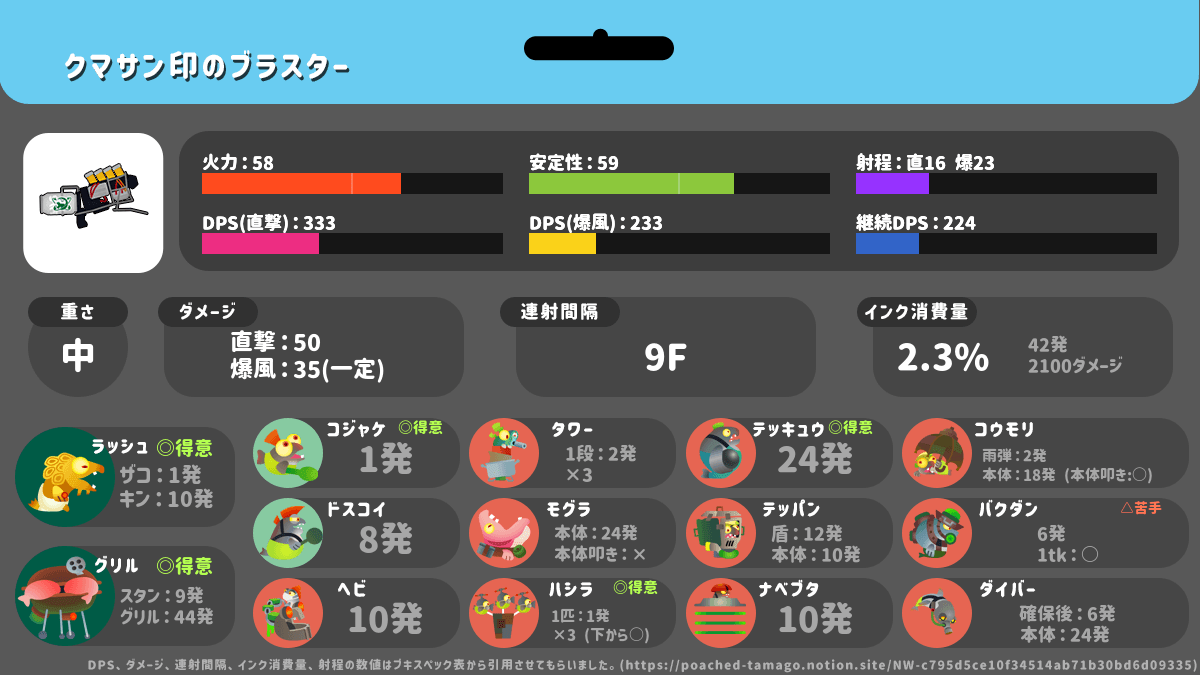 クマサン印のブラスター
火力：58
安定性：59
射程：直16 爆23
DPS(直撃)：333
DPS(爆風)：233
継続DPS：224
重さ
中
ダメージ
直撃：50
爆風：35(一定)
連射間隔
9F
インク消費量
2.3%
42発
2100ダメージ
ラッシュ ◎得意
ザコ：1発
キン：10発
グリル ◎得意
スタン：9発
グリル：44発
コジャケ ◎得意
1発
タワー
1段：2発
×3
テッキュウ ◎得意
24発
コウモリ
雨弾：2発
本体：18発 (本体叩き:○)
ドスコイ
8発
モグラ
本体：24発
本体叩き：×
テッパン
盾：12発
本体：10発
バクダン △苦手
6発
1tk：○
ヘビ
10発
ハシラ ◎得意
1匹：1発
×3 (下から○)
ナベブタ
10発
ダイバー
確保後：6発
本体：24発
DPS、ダメージ、連射間隔、インク消費量、射程の数値はブキスペック表から引用させてもらいました。(https://poached-tamago.notion.site/NW-c795d5ce10f34514ab71b30bd6d09335)